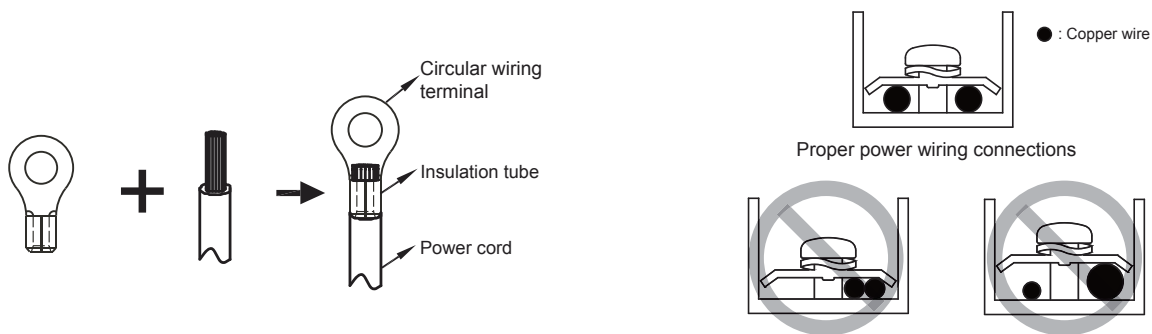 Circular wiring
terminal
Insulation tube
Power cord
: Copper wire
Proper power wiring connections